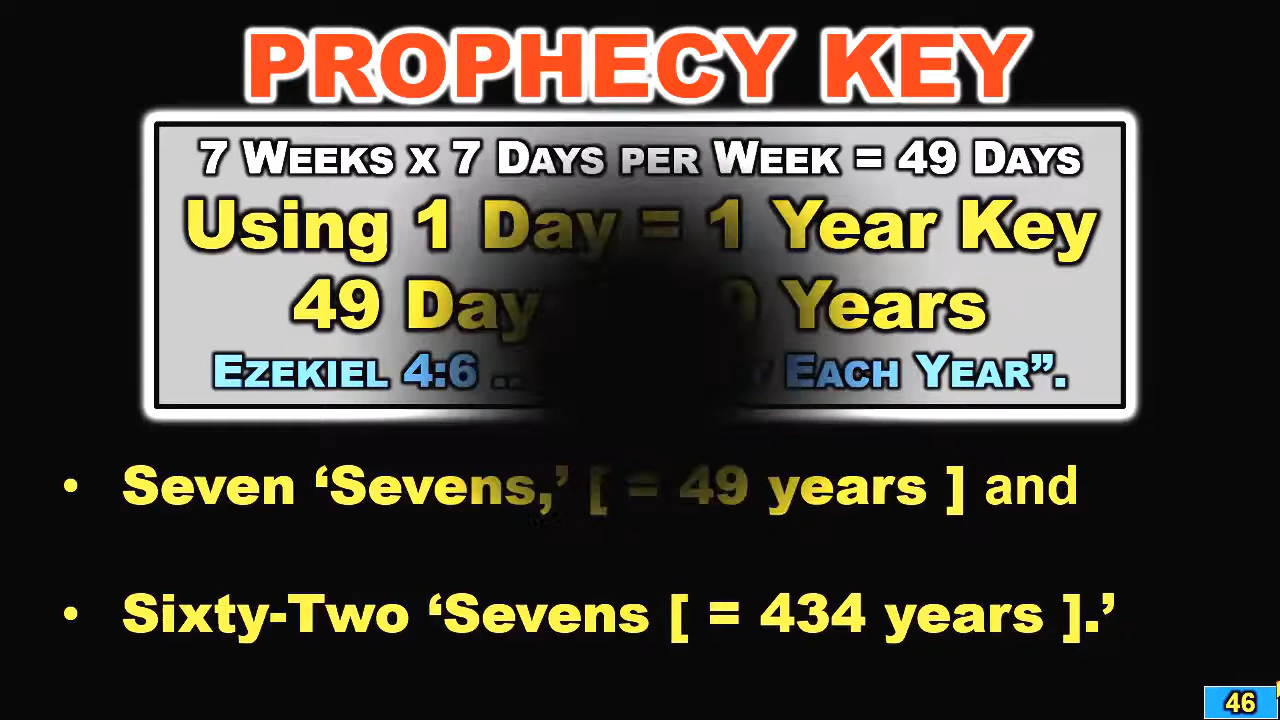 PROPHECY KEY
7 WEEKS X 7 DAYS PER WEEK = 49 DAYS
Using 1 Day = 1 Year Key
49 Day Years
EZEKIEL 4:6 .. EACH YEAR”.
• Seven ‘Sevens,’ [ = 49 years ] and
• Sixty-Two ‘Sevens [ = 434 years ].’
46